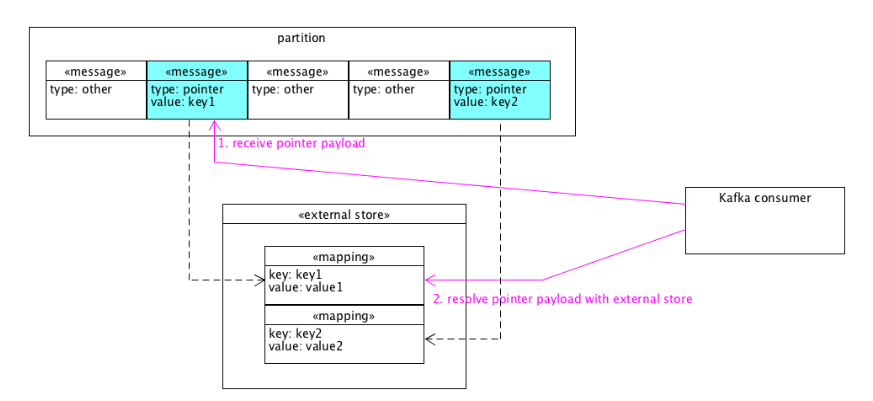 partition
«message»
type: other
«message»
type: pointer
value: key1
«message»
type: other
«message»
type: other
«message»
type: pointer
value: key2
1. receive pointer payload
Kafka consumer
«external store»
«mapping»
key: key1
value: value1
2. resolve pointer payload with external store
«mapping»
key: key2
value: value2